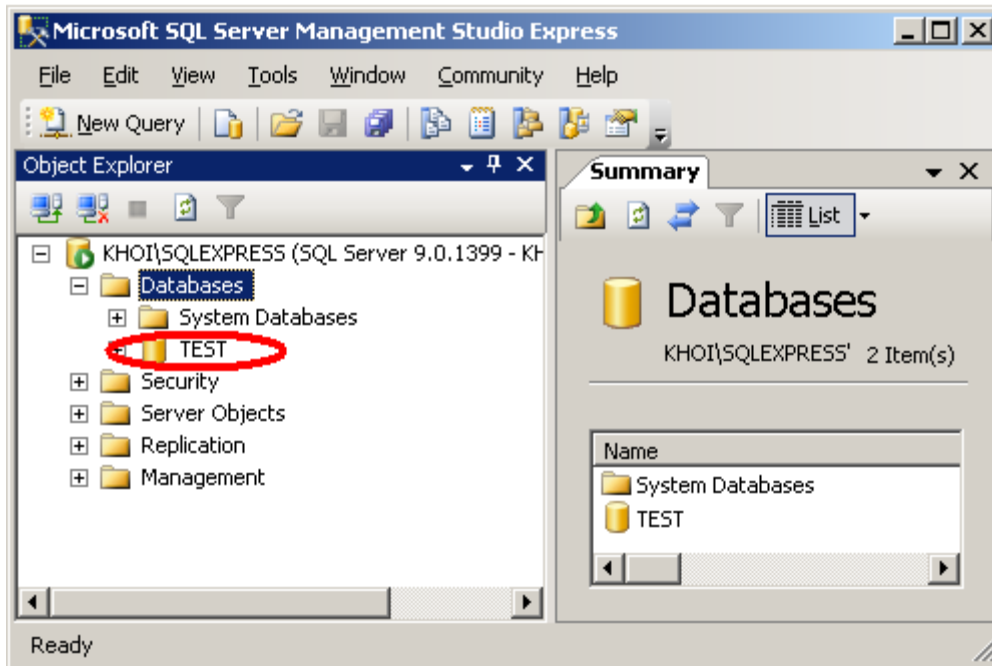 Microsoft SQL Server Management Studio Express
File Edit View Tools Window Community Help
New Query
Object Explorer
KHOI\SQLEXPRESS (SQL Server 9.0.1399 - KH
Databases
System Databases
TEST
Security
Server Objects
Replication
Management
Summary
List
Databases
KHOI\SQLEXPRESS' 2 Item(s)
Name
System Databases
TEST
Ready